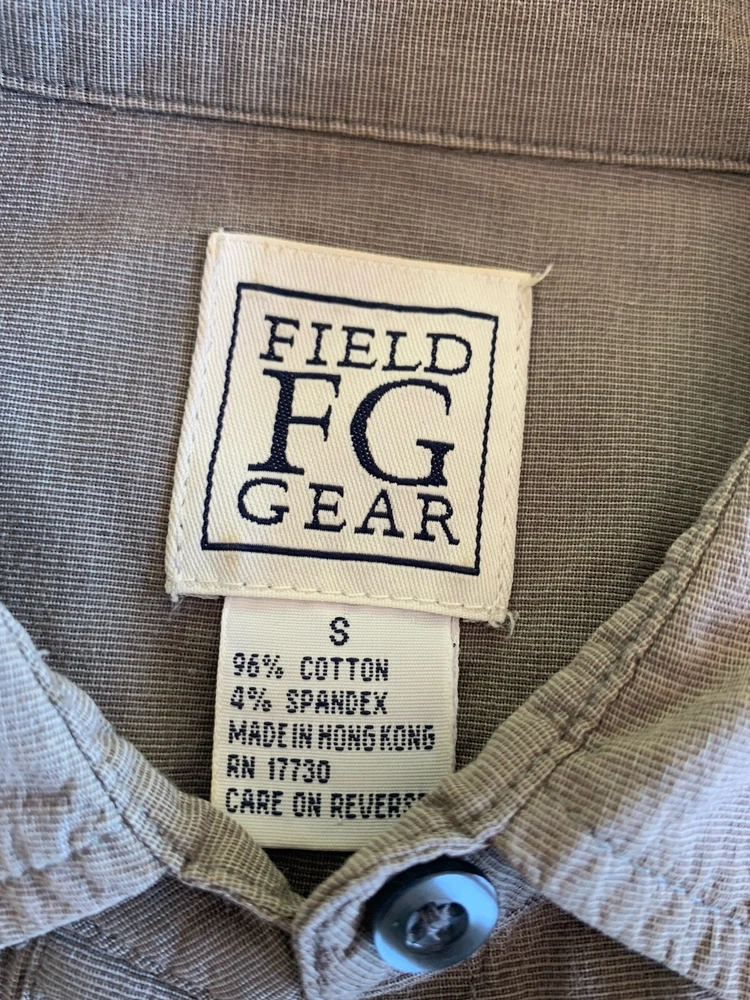 FIELD
FG
GEAR
S
96% COTTON
4% SPANDEX
MADE IN HONG KONG
RN 17730
CARE ON REVERSE